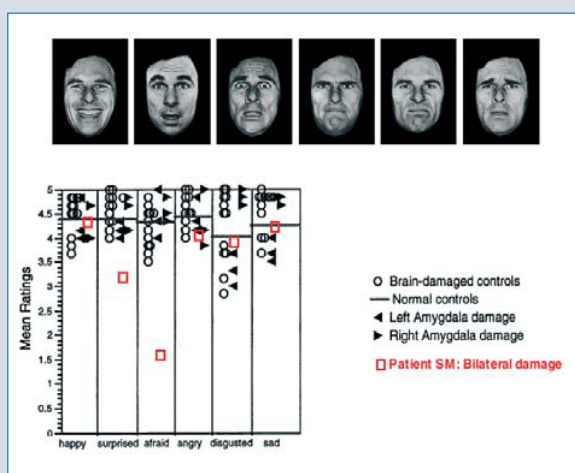 5
4.5
4
3.5
3
2.5
2
1.5
1
0.5
0
Mean Ratings
happy surprised afraid angry disgusted sad
Brain-damaged controls
Normal controls
Left Amygdala damage
Right Amygdala damage
Patient SM: Bilateral damage